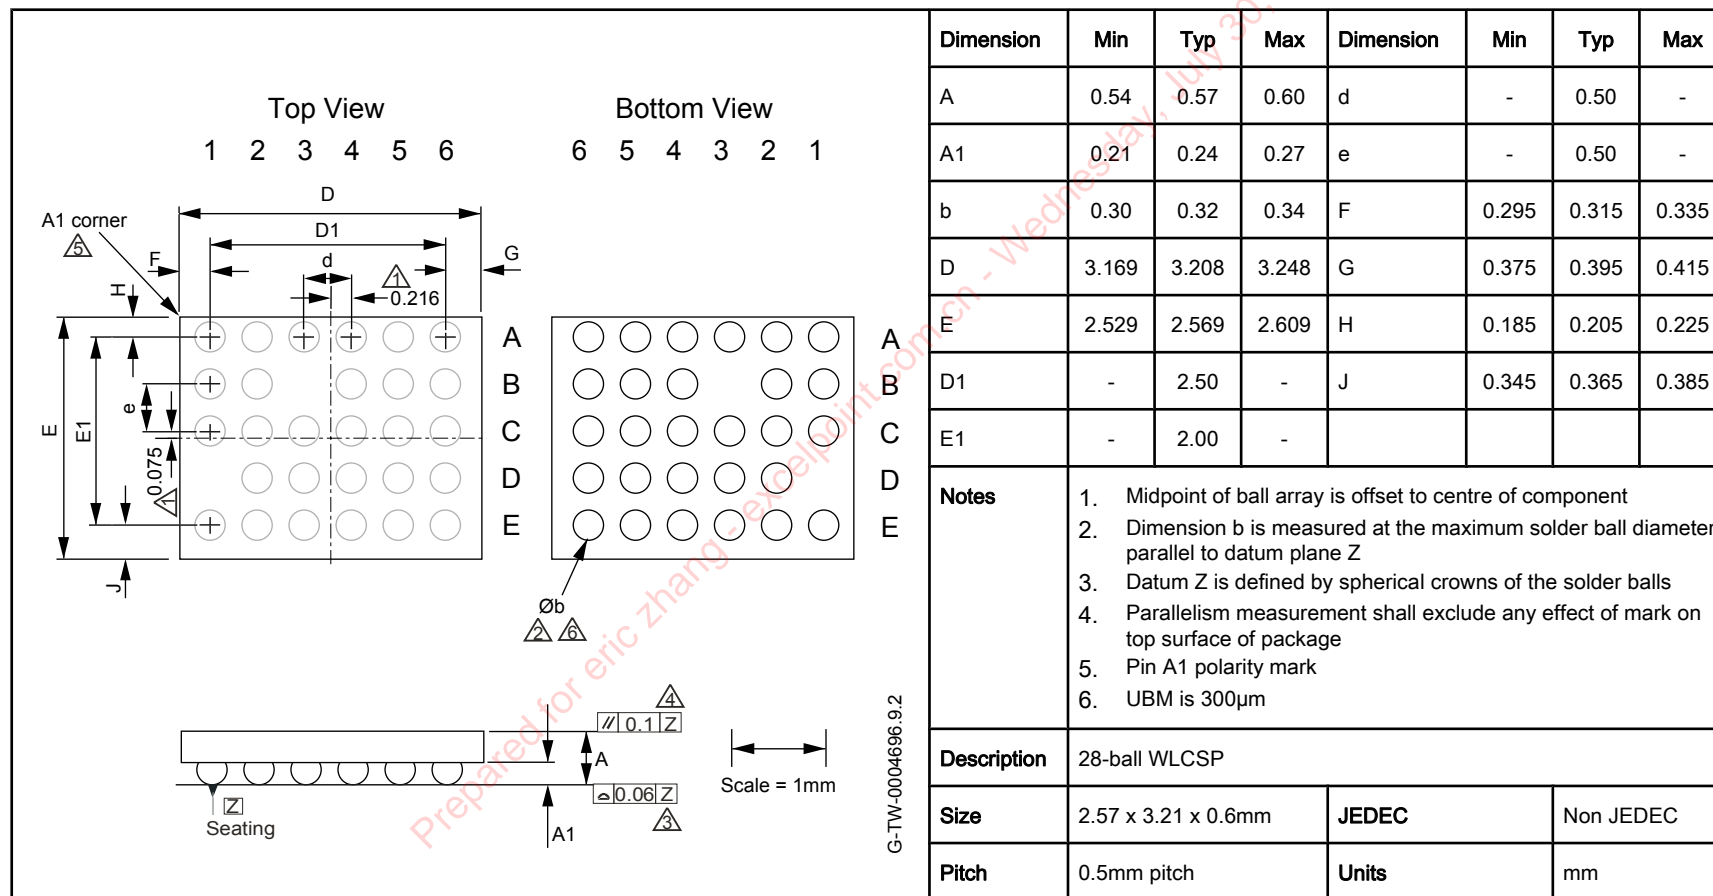 Top View
1 2 3 4 5 6
Bottom View
6 5 4 3 2 1
A1 corner
5
D
D1
d
F
G
H
1
0.216
A
B
C
D
E
A
B
C
D
E
E
E1
e
0.075
1
J
Øb
2 6
4
// 0.1 Z
A
0.06 Z
3
A1
Z
Seating
Scale = 1mm
G-TW-0004696.9.2
Prepared for eric zhang - excelpoint.com.cn - Wednesday, July 30,
Dimension Min Typ Max Dimension Min Typ Max
A 0.54 0.57 0.60 d - 0.50 -
A1 0.21 0.24 0.27 e - 0.50 -
b 0.30 0.32 0.34 F 0.295 0.315 0.335
D 3.169 3.208 3.248 G 0.375 0.395 0.415
E 2.529 2.569 2.609 H 0.185 0.205 0.225
D1 - 2.50 - J 0.345 0.365 0.385
E1 - 2.00 -
Notes
1. Midpoint of ball array is offset to centre of component
2. Dimension b is measured at the maximum solder ball diameter
parallel to datum plane Z
3. Datum Z is defined by spherical crowns of the solder balls
4. Parallelism measurement shall exclude any effect of mark on
top surface of package
5. Pin A1 polarity mark
6. UBM is 300µm
Description 28-ball WLCSP
Size 2.57 x 3.21 x 0.6mm JEDEC Non JEDEC
Pitch 0.5mm pitch Units mm